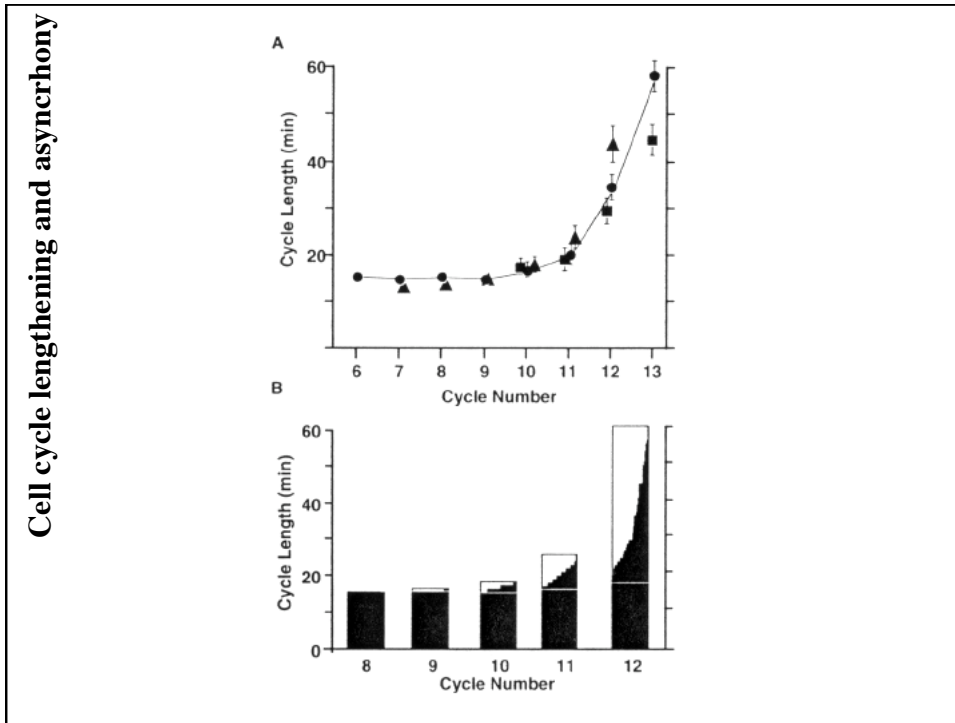 Cell cycle lengthening and asyncrhony
A
60
40
20
Cycle Length (min)
6 7 8 9 10 11 12 13
Cycle Number
B
60
40
20
0
Cycle Length (min)
8 9 10 11 12
Cycle Number